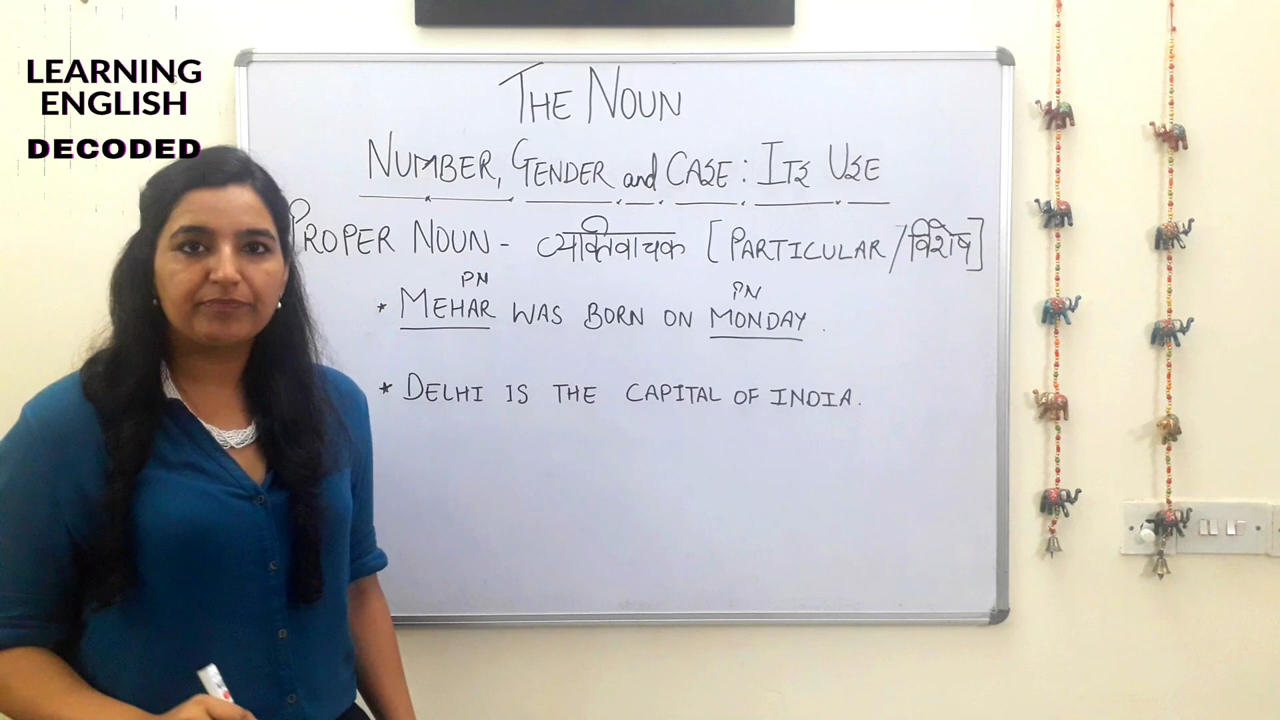 LEARNING
ENGLISH
DECODED
THE NOUN
NUMBER, GENDER and CASE : ITS USE
PROPER NOUN - व्यक्तिवाचक [PARTICULAR/विशेष]
PN PN
* MEHAR WAS BORN ON MONDAY.
* DELHI IS THE CAPITAL OF INDIA.